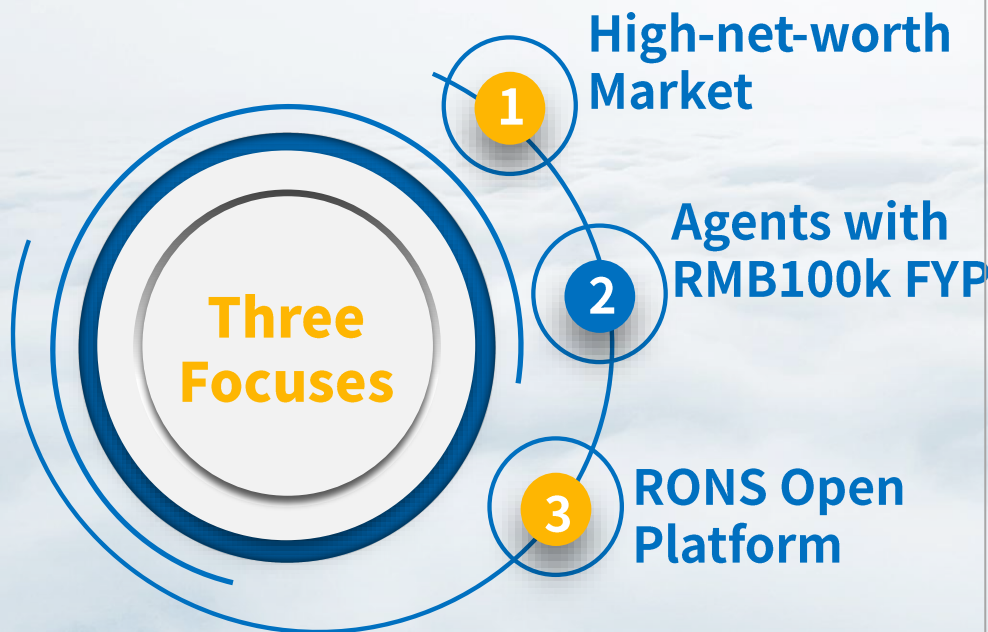 Three
Focuses
1
High-net-worth
Market
2
Agents with
RMB100k FYP
3
RONS Open
Platform